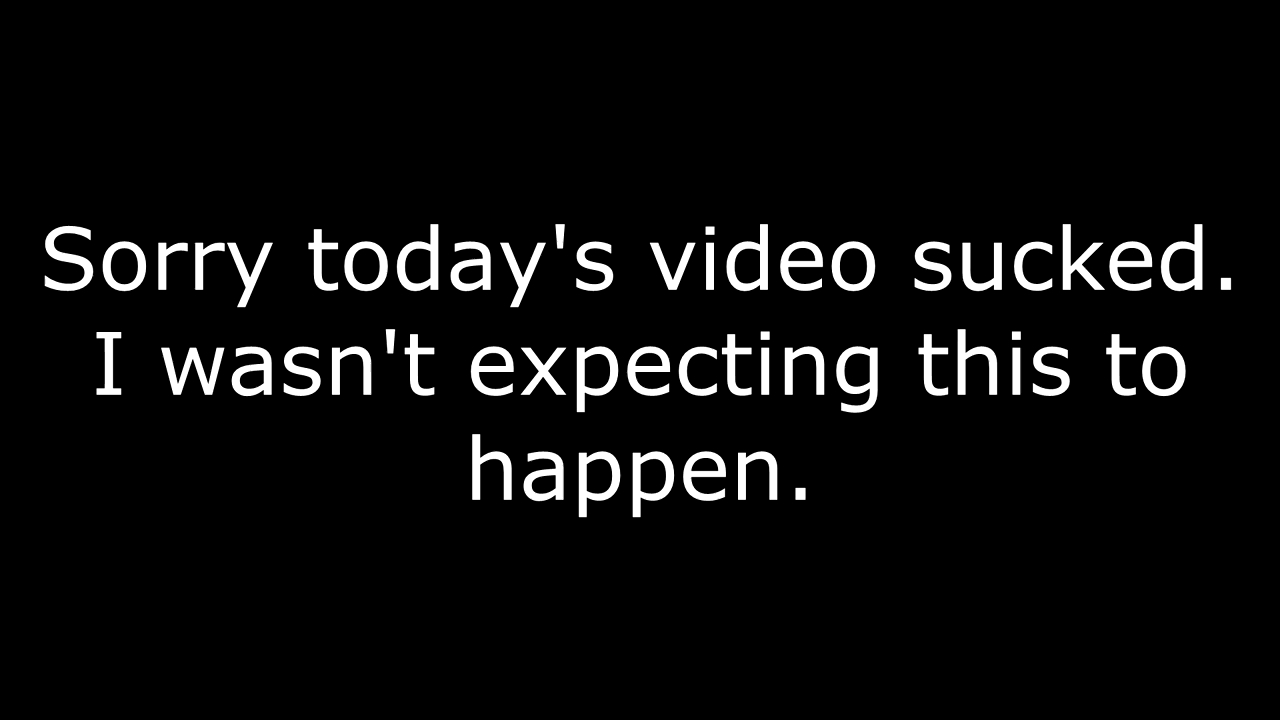 Sorry today's video sucked.
I wasn't expecting this to
happen.